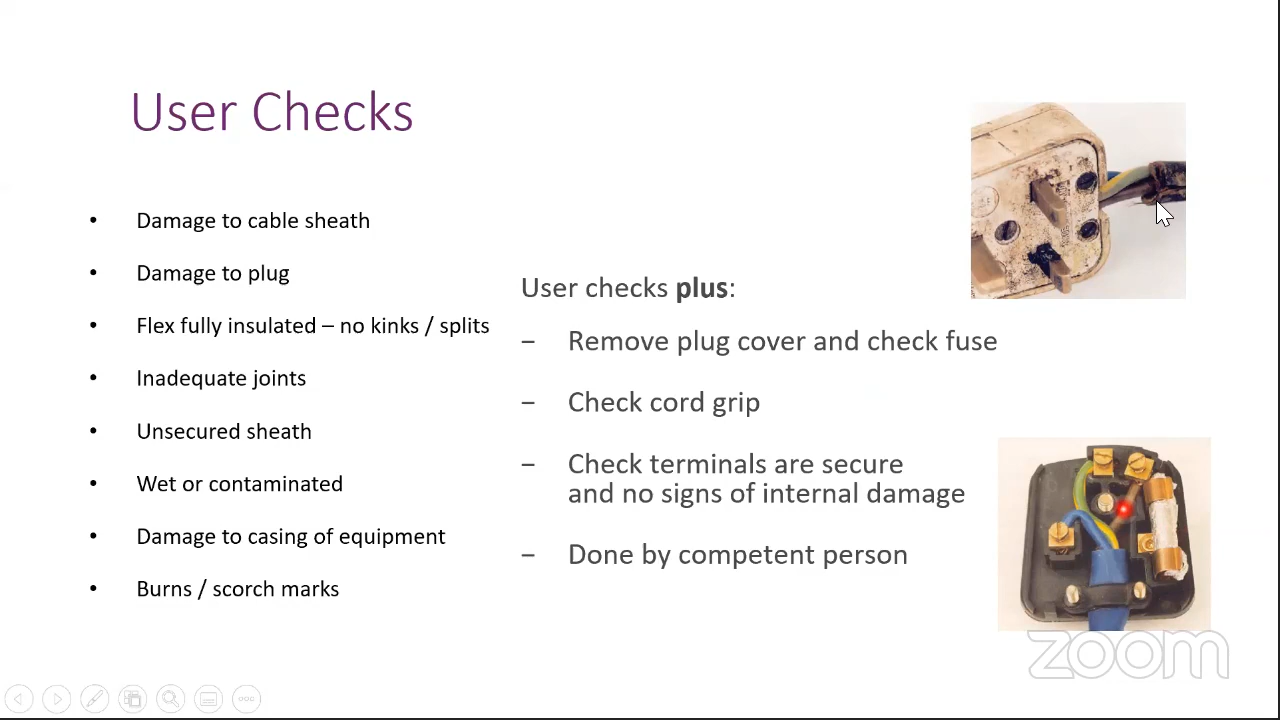 User Checks
• Damage to cable sheath
• Damage to plug
• Flex fully insulated – no kinks / splits
• Inadequate joints
• Unsecured sheath
• Wet or contaminated
• Damage to casing of equipment
• Burns / scorch marks
User checks plus:
– Remove plug cover and check fuse
– Check cord grip
– Check terminals are secure
and no signs of internal damage
– Done by competent person
zoom